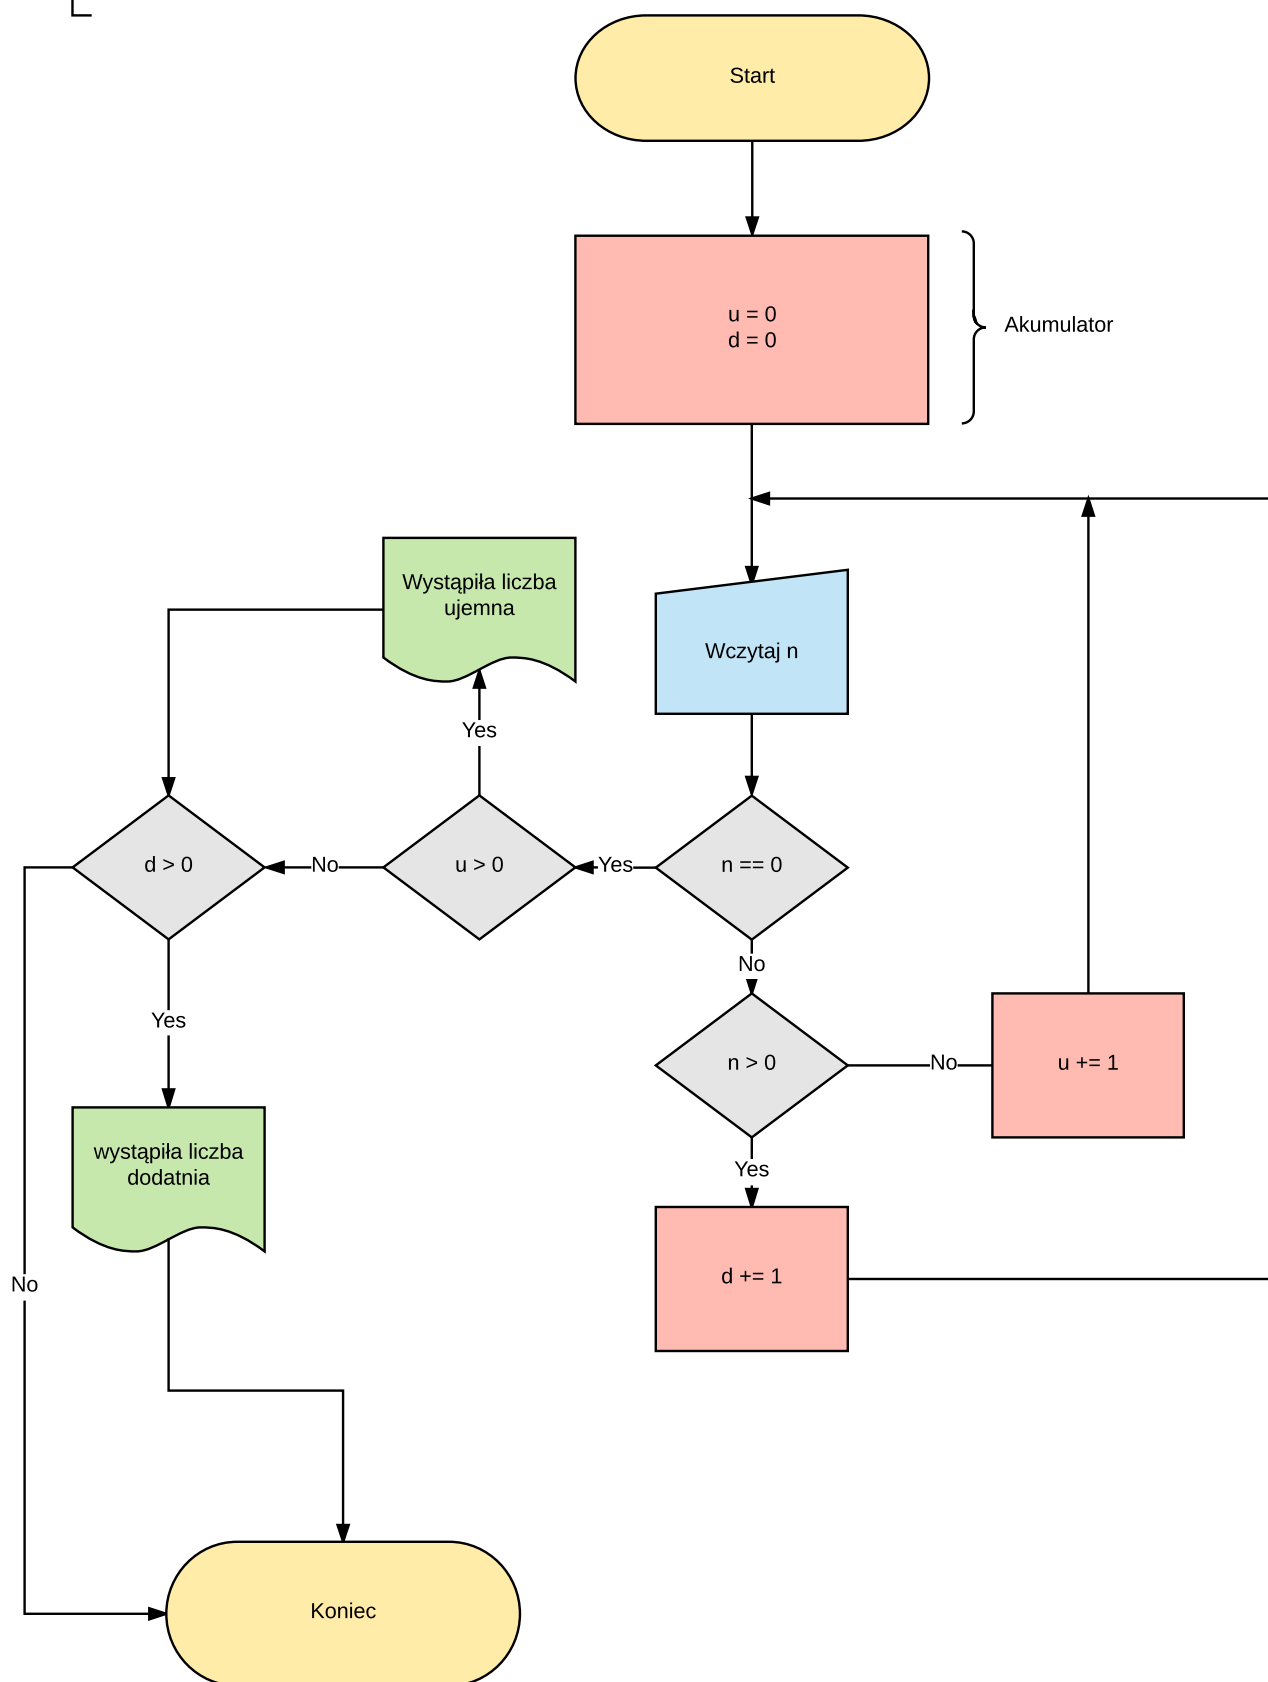 Start
u = 0
d = 0
Akumulator
Wystąpiła liczba
ujemna
Wczytaj n
Yes
d > 0
No
u > 0
Yes
n == 0
No
Yes
n > 0
No
u += 1
wystąpiła liczba
dodatnia
Yes
No
d += 1
Koniec